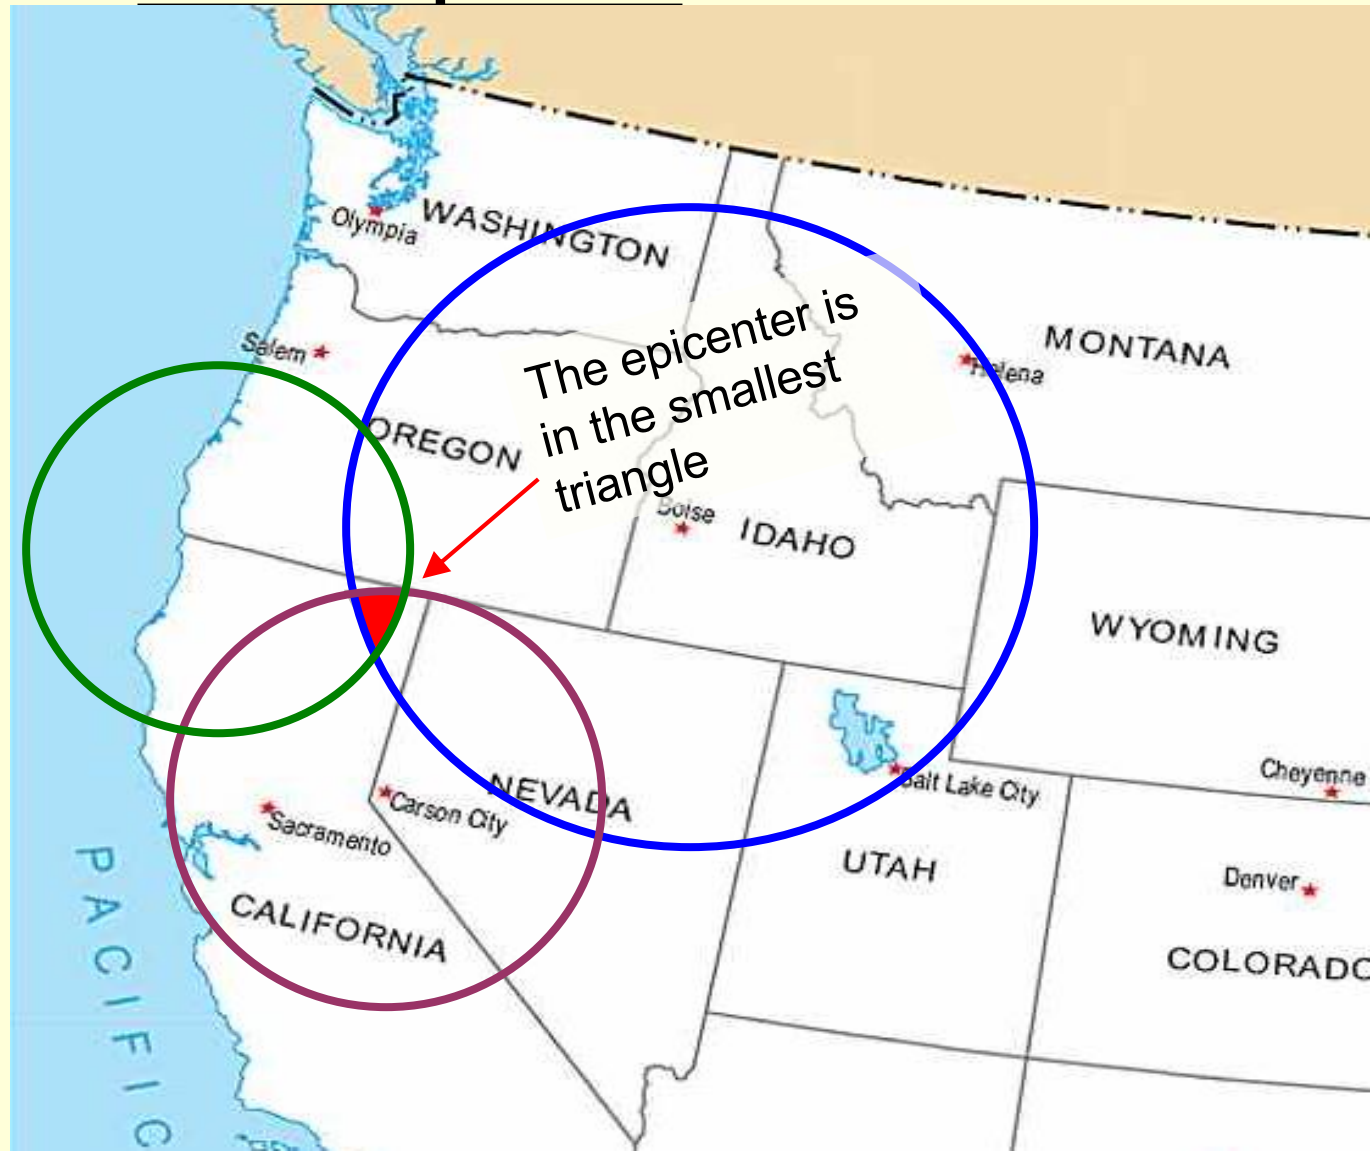 Olympia
WASHINGTON
Salem
MONTANA
Helena
The epicenter is
in the smallest
triangle
OREGON
Boise
IDAHO
WYOMING
NEVADA
Carson City
Sacramento
Salt Lake City
Cheyenne
UTAH
Denver
CALIFORNIA
COLORADO
PACIFIC